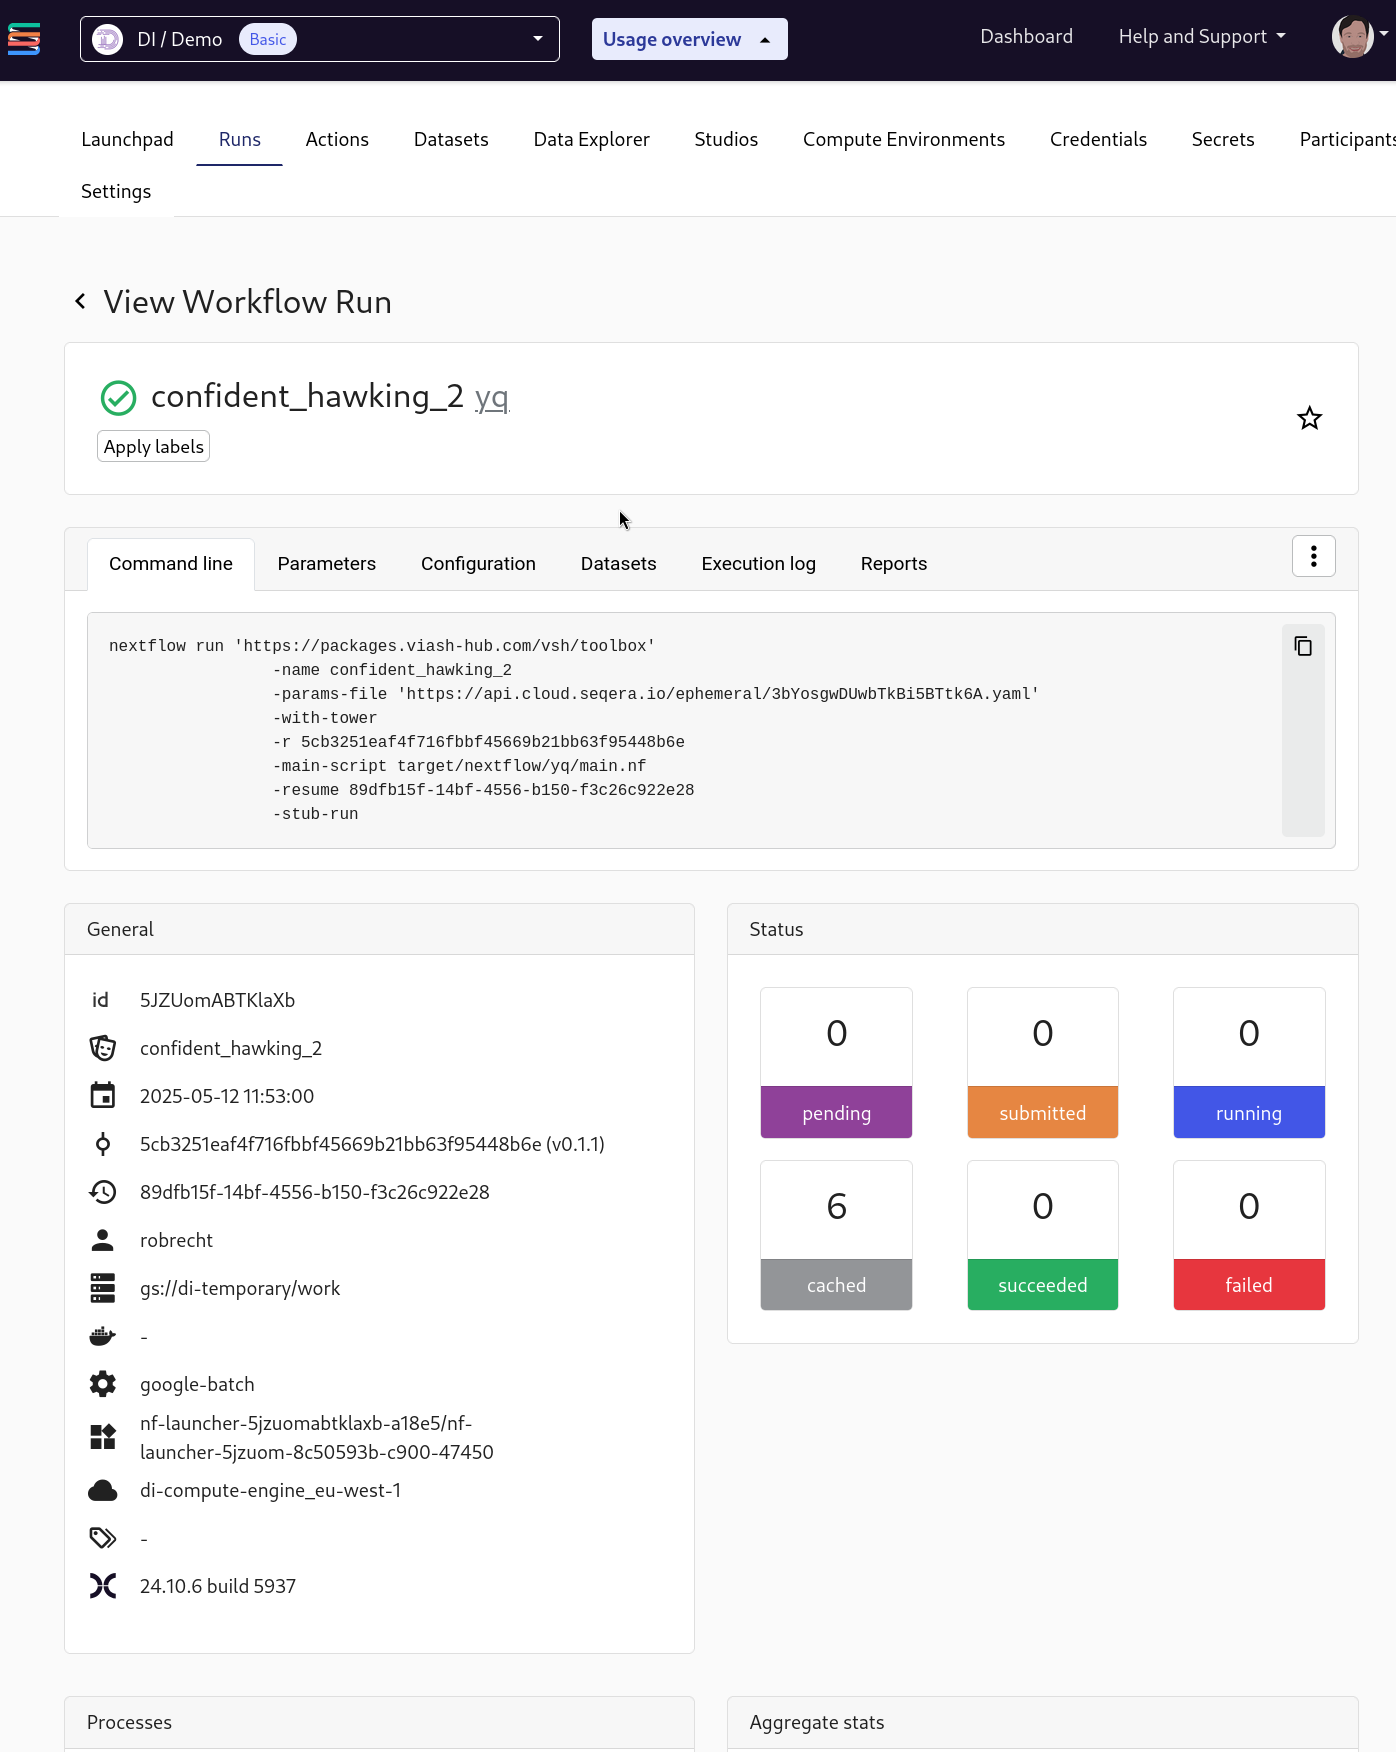 DI / Demo Basic Usage overview Dashboard Help and Support
Launchpad Runs Actions Datasets Data Explorer Studios Compute Environments Credentials Secrets Participants
Settings
View Workflow Run
confident_hawking_2 yq
Apply labels
Command line Parameters Configuration Datasets Execution log Reports
nextflow run 'https://packages.viash-hub.com/vsh/toolbox'
-name confident_hawking_2
-params-file 'https://api.cloud.seqera.io/ephemeral/3bYosgwDUwbTkBi5BTtk6A.yaml'
-with-tower
-r 5cb3251eaf4f716fbbf45669b21bb63f95448b6e
-main-script target/nextflow/yq/main.nf
-resume 89dfb15f-14bf-4556-b150-f3c26c922e28
-stub-run
General
id 5JZUomABTKlaXb
confident_hawking_2
2025-05-12 11:53:00
5cb3251eaf4f716fbbf45669b21bb63f95448b6e (v0.1.1)
89dfb15f-14bf-4556-b150-f3c26c922e28
robrecht
gs://di-temporary/work
-
google-batch
nf-launcher-5jzuomabtklaxb-a18e5/nf-
launcher-5jzuom-8c50593b-c900-47450
di-compute-engine_eu-west-1
-
24.10.6 build 5937
Status
0 0 0
pending submitted running
6 0 0
cached succeeded failed
Processes
Aggregate stats